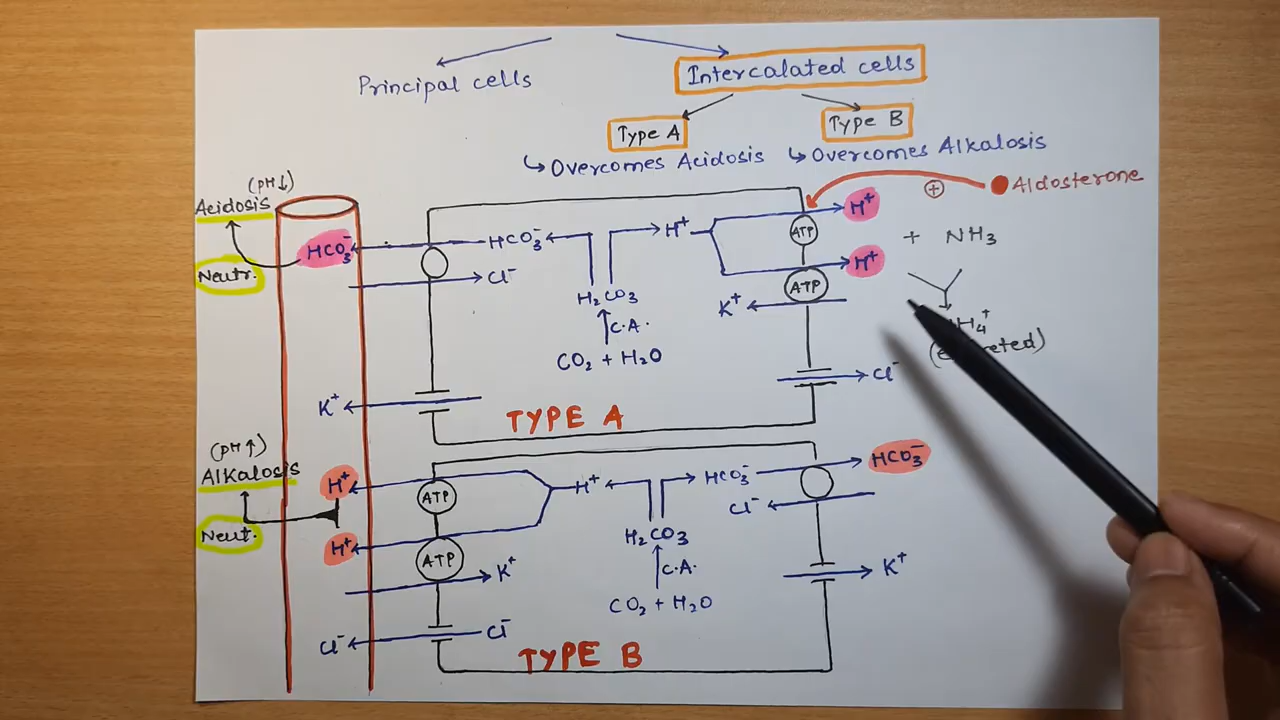 Principal cells
Intercalated cells
Type A
Type B
↳ Overcomes Acidosis
↳ Overcomes Alkalosis
(pH↓)
Acidosis
Neutr.
HCO₃⁻
HCO₃⁻
Cl⁻
H⁺
H₂CO₃
C.A.
CO₂ + H₂O
ATP
H⁺
ATP
H⁺
K⁺
⊕
Aldosterone
+ NH₃
Cl⁻
K⁺
TYPE A
(pH↑)
Alkalosis
Neut.
H⁺
H⁺
ATP
ATP
H⁺
K⁺
Cl⁻
Cl⁻
HCO₃⁻
H₂CO₃
C.A.
CO₂ + H₂O
HCO₃⁻
Cl⁻
K⁺
TYPE B